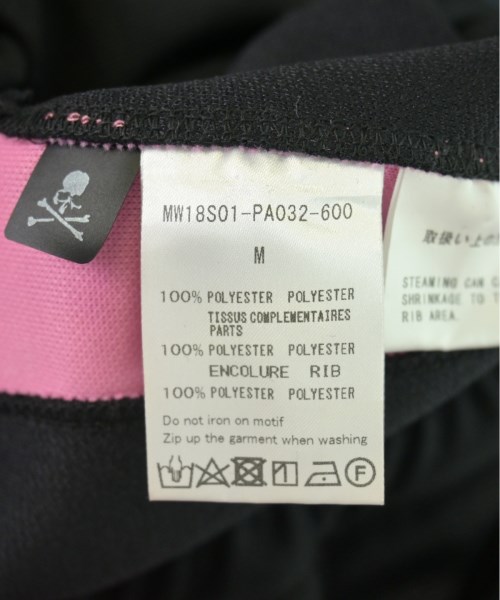 MW18S01-PA032-600
M
100% POLYESTER POLYESTER
TISSUS COMPLEMENTAIRES
PARTS
100% POLYESTER POLYESTER
ENCOLURE RIB
100% POLYESTER POLYESTER
Do not iron on motif
Zip up the garment when washing
F
取扱い上の
STEAMING CAN
SHRINKAGE TO
RIB AREA.